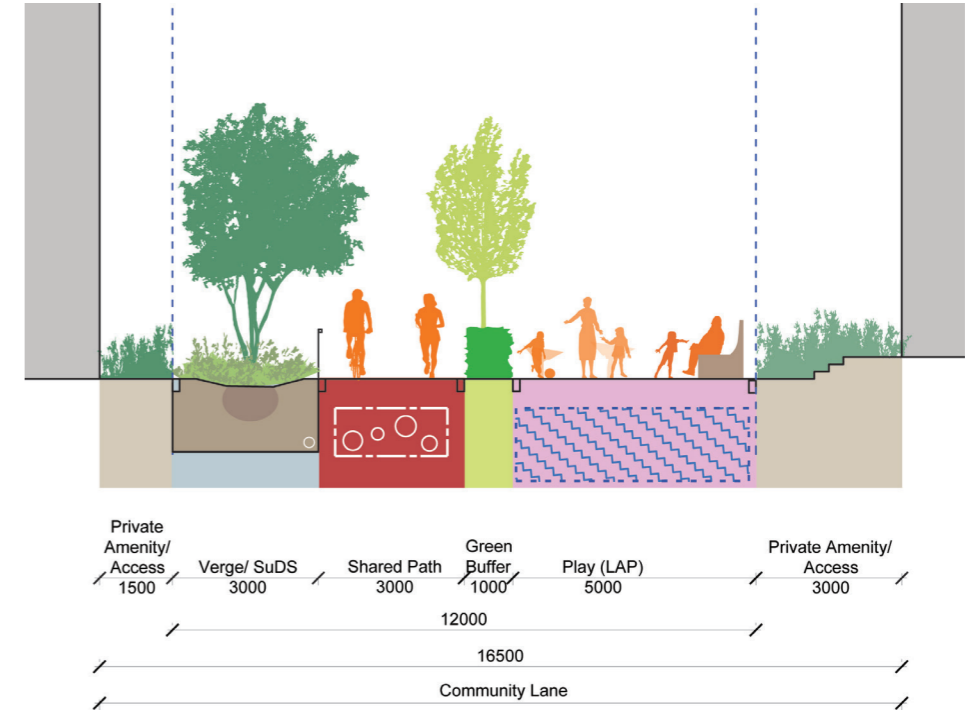 Private
Amenity/
Access
1500
Verge/ SuDS
3000
Shared Path
3000
Green
Buffer
1000
Play (LAP)
5000
Private Amenity/
Access
3000
12000
16500
Community Lane